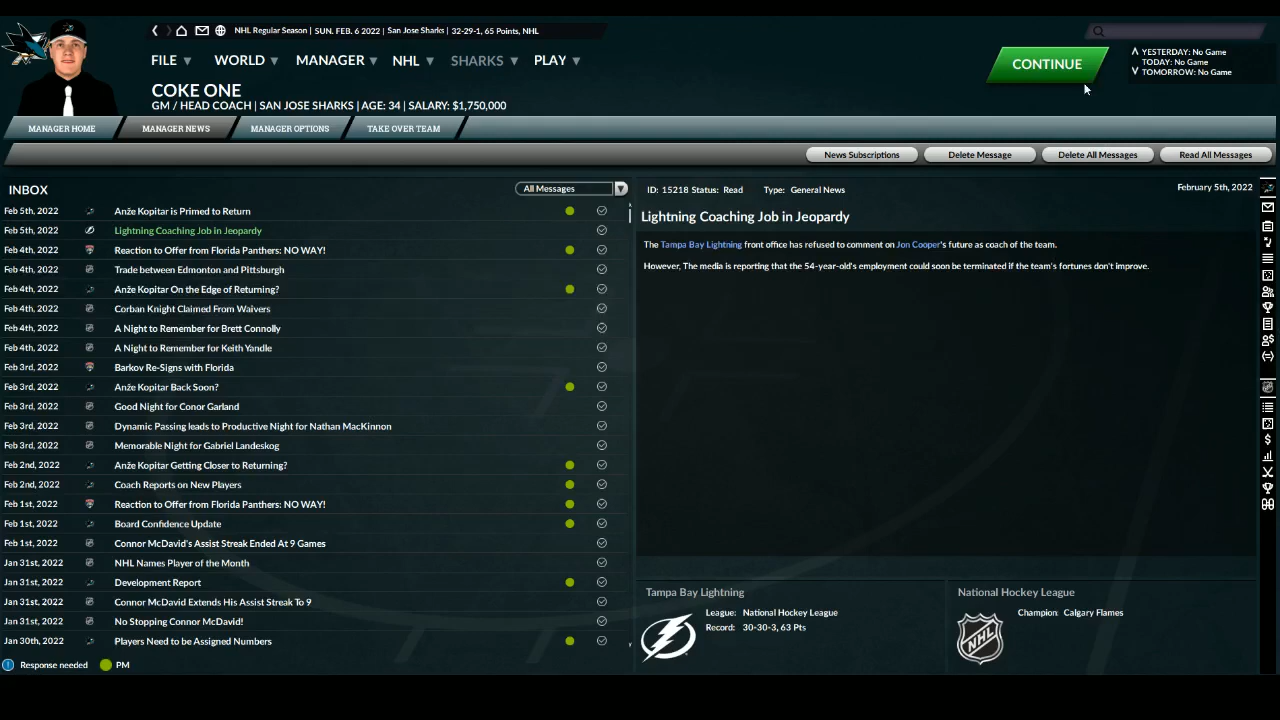 NHL Regular Season | SUN. FEB. 6 2022 | San Jose Sharks | 32-29-1, 65 Points, NHL
FILE WORLD MANAGER NHL SHARKS PLAY
CONTINUE
YESTERDAY: No Game
TODAY: No Game
TOMORROW: No Game
COKE ONE
GM / HEAD COACH | SAN JOSE SHARKS | AGE: 34 | SALARY: $1,750,000
MANAGER HOME MANAGER NEWS MANAGER OPTIONS TAKE OVER TEAM
News Subscriptions Delete Message Delete All Messages Read All Messages
INBOX All Messages
Feb 5th, 2022 Anže Kopitar is Primed to Return
Feb 5th, 2022 Lightning Coaching Job in Jeopardy
Feb 4th, 2022 Reaction to Offer from Florida Panthers: NO WAY!
Feb 4th, 2022 Trade between Edmonton and Pittsburgh
Feb 4th, 2022 Anže Kopitar On the Edge of Returning?
Feb 4th, 2022 Corban Knight Claimed From Waivers
Feb 4th, 2022 A Night to Remember for Brett Connolly
Feb 4th, 2022 A Night to Remember for Keith Yandle
Feb 3rd, 2022 Barkov Re-Signs with Florida
Feb 3rd, 2022 Anže Kopitar Back Soon?
Feb 3rd, 2022 Good Night for Conor Garland
Feb 3rd, 2022 Dynamic Passing leads to Productive Night for Nathan MacKinnon
Feb 3rd, 2022 Memorable Night for Gabriel Landeskog
Feb 2nd, 2022 Anže Kopitar Getting Closer to Returning?
Feb 2nd, 2022 Coach Reports on New Players
Feb 1st, 2022 Reaction to Offer from Florida Panthers: NO WAY!
Feb 1st, 2022 Board Confidence Update
Feb 1st, 2022 Connor McDavid's Assist Streak Ended At 9 Games
Jan 31st, 2022 NHL Names Player of the Month
Jan 31st, 2022 Development Report
Jan 31st, 2022 Connor McDavid Extends His Assist Streak To 9
Jan 31st, 2022 No Stopping Connor McDavid!
Jan 30th, 2022 Players Need to be Assigned Numbers
Response needed PM
ID: 15218 Status: Read Type: General News February 5th, 2022
Lightning Coaching Job in Jeopardy
The Tampa Bay Lightning front office has refused to comment on Jon Cooper's future as coach of the team.
However, The media is reporting that the 54-year-old's employment could soon be terminated if the team's fortunes don't improve.
Tampa Bay Lightning
League: National Hockey League
Record: 30-30-3, 63 Pts
National Hockey League
Champion: Calgary Flames
NHL